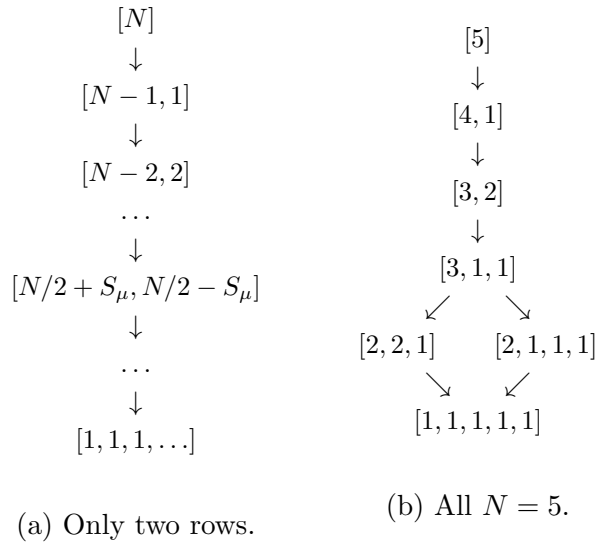 [N]
↓
[N − 1, 1]
↓
[N − 2, 2]
. . .
↓
[N/2 + S_μ, N/2 − S_μ]
↓
. . .
↓
[1, 1, 1, . . .]
(a) Only two rows.
[5]
↓
[4, 1]
↓
[3, 2]
↓
[3, 1, 1]
↙ ↘
[2, 2, 1] [2, 1, 1, 1]
↘ ↙
[1, 1, 1, 1, 1]
(b) All N = 5.